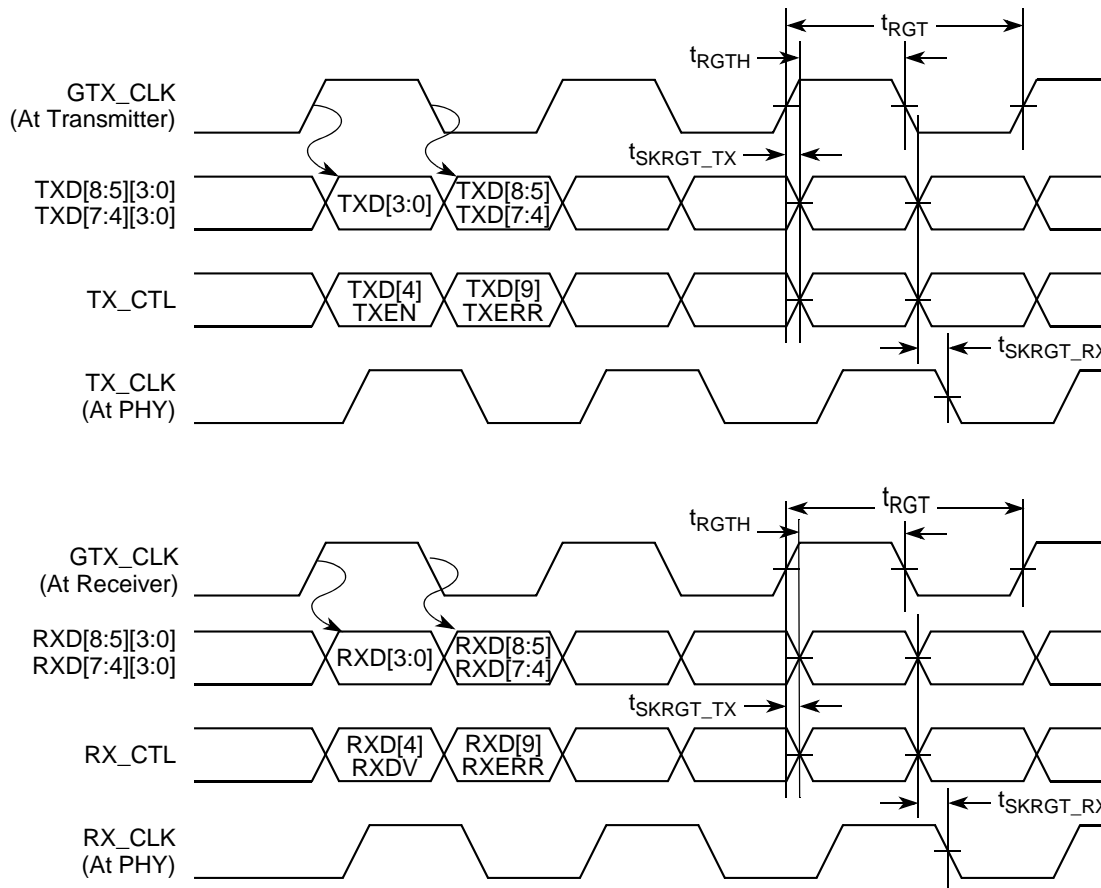 tRGT
tRGTH
GTX_CLK
(At Transmitter)
tSKRGT_TX
TXD[8:5][3:0]
TXD[7:4][3:0]
TXD[3:0]
TXD[8:5]
TXD[7:4]
TX_CTL
TXD[4]
TXEN
TXD[9]
TXERR
tSKRGT_RX
TX_CLK
(At PHY)
tRGT
tRGTH
GTX_CLK
(At Receiver)
RXD[8:5][3:0]
RXD[7:4][3:0]
RXD[3:0]
RXD[8:5]
RXD[7:4]
tSKRGT_TX
RX_CTL
RXD[4]
RXDV
RXD[9]
RXERR
tSKRGT_RX
RX_CLK
(At PHY)